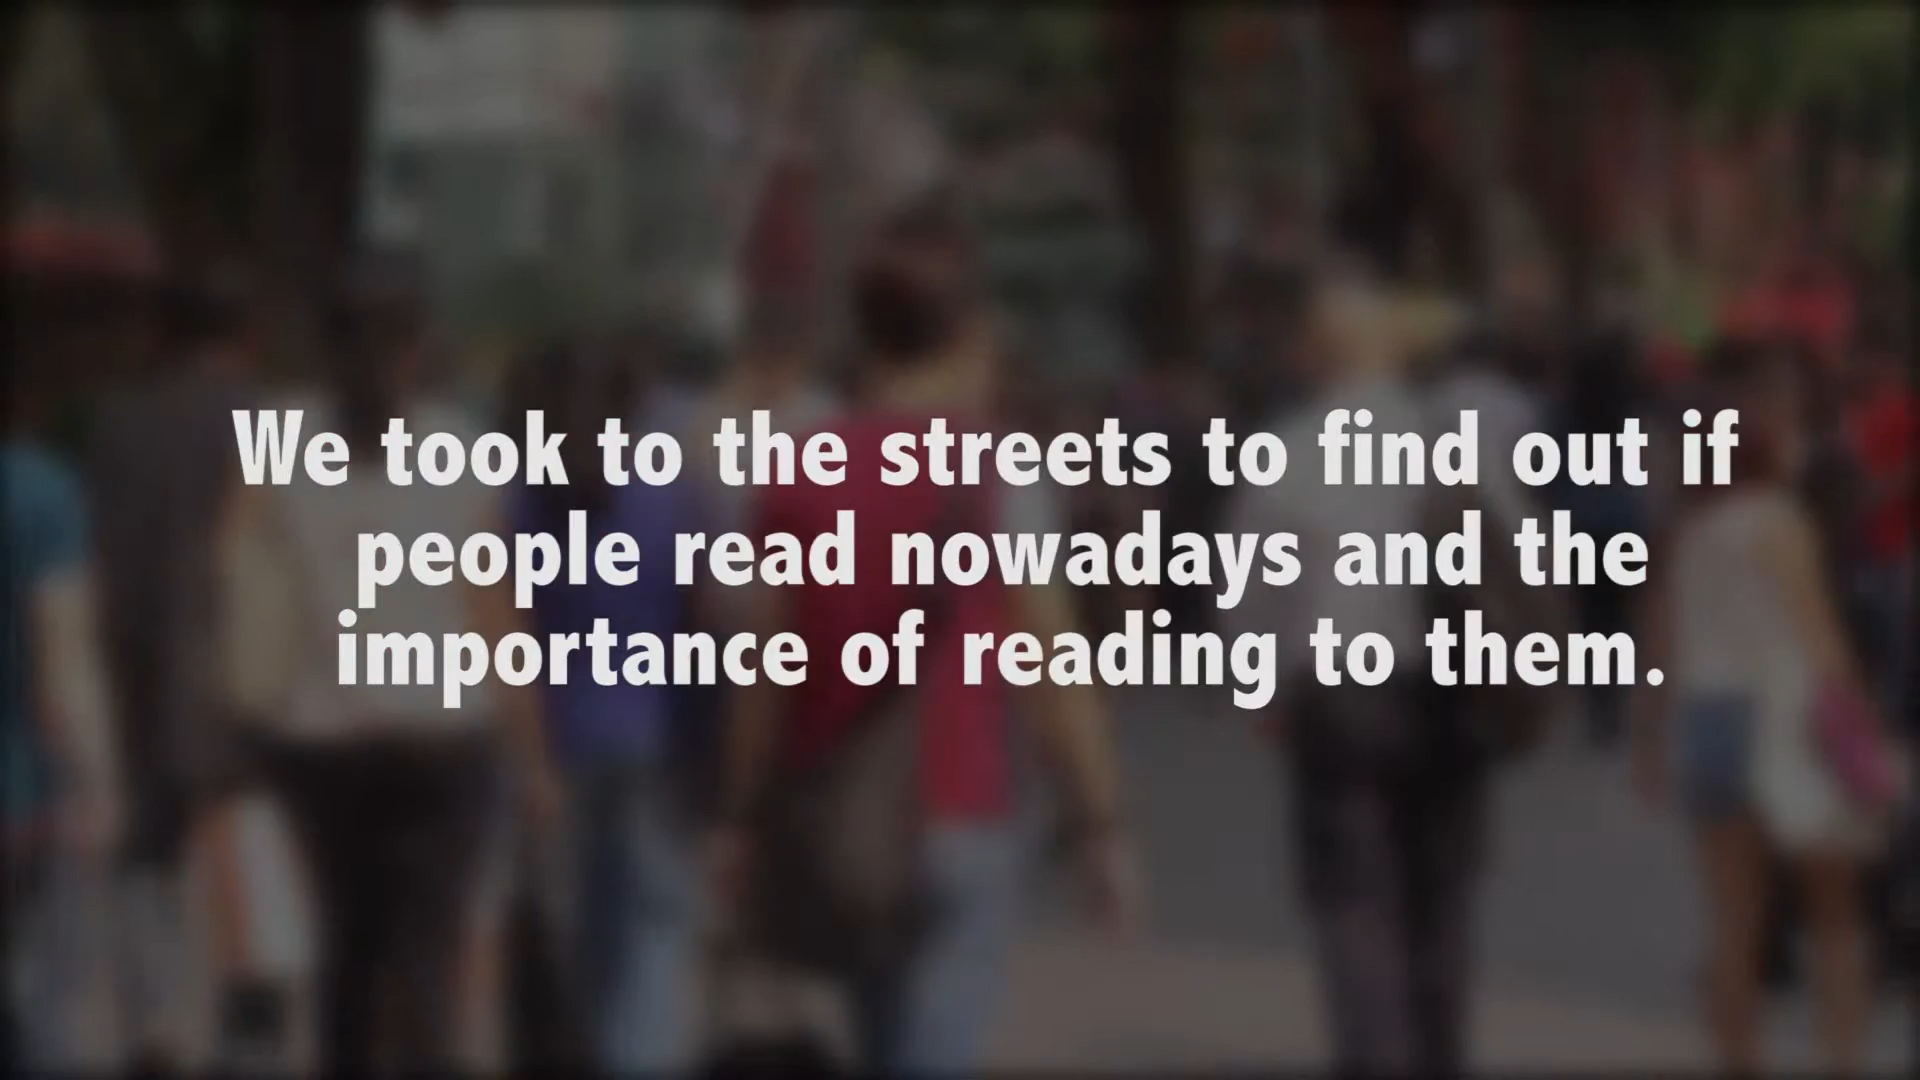 We took to the streets to find out if
people read nowadays and the
importance of reading to them.